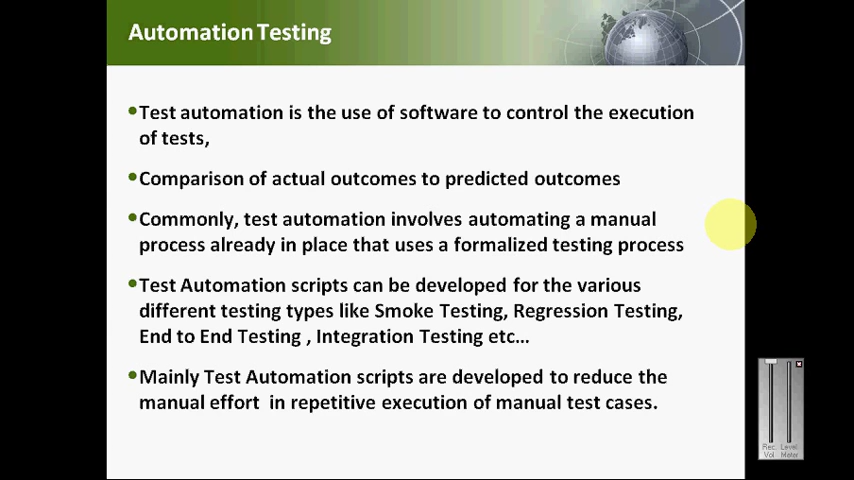 Automation Testing
•Test automation is the use of software to control the execution
of tests,
•Comparison of actual outcomes to predicted outcomes
•Commonly, test automation involves automating a manual
process already in place that uses a formalized testing process
•Test Automation scripts can be developed for the various
different testing types like Smoke Testing, Regression Testing,
End to End Testing , Integration Testing etc...
•Mainly Test Automation scripts are developed to reduce the
manual effort  in repetitive execution of manual test cases.
Rec. Level
Vol Meter